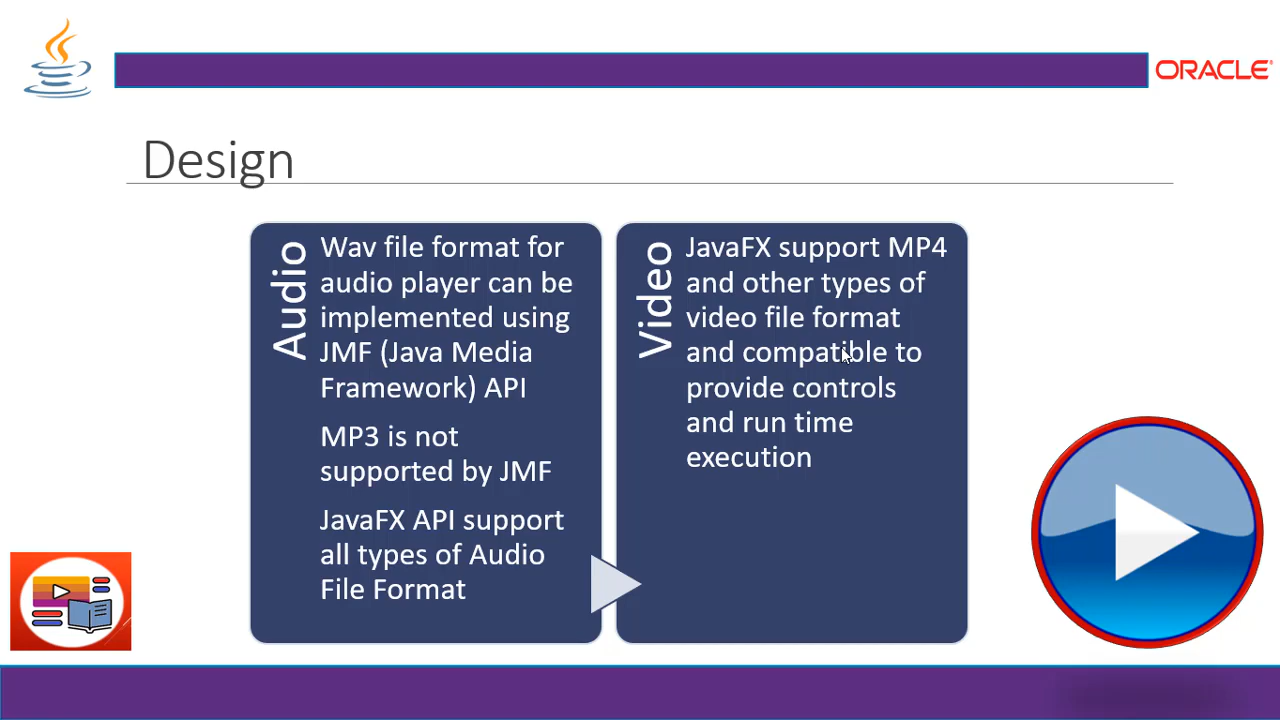 ORACLE
Design
Audio
Wav file format for
audio player can be
implemented using
JMF (Java Media
Framework) API
MP3 is not
supported by JMF
JavaFX API support
all types of Audio
File Format
Video
JavaFX support MP4
and other types of
video file format
and compatible to
provide controls
and run time
execution